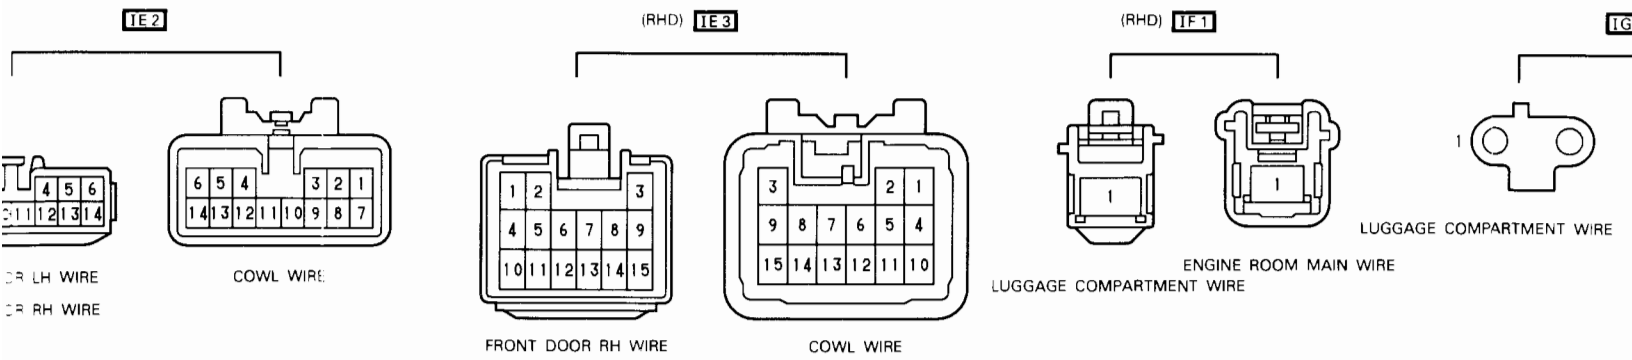 IE2
(RHD) IE3
(RHD) IF1
IG
4 5 6
11 12 13 14
LH WIRE
RH WIRE
6 5 4 3 2 1
14 13 12 11 10 9 8 7
COWL WIRE
1 2 3
4 5 6 7 8 9
10 11 12 13 14 15
FRONT DOOR RH WIRE
3 2 1
9 8 7 6 5 4
15 14 13 12 11 10
COWL WIRE
1
LUGGAGE COMPARTMENT WIRE
1
ENGINE ROOM MAIN WIRE
1
LUGGAGE COMPARTMENT WIRE